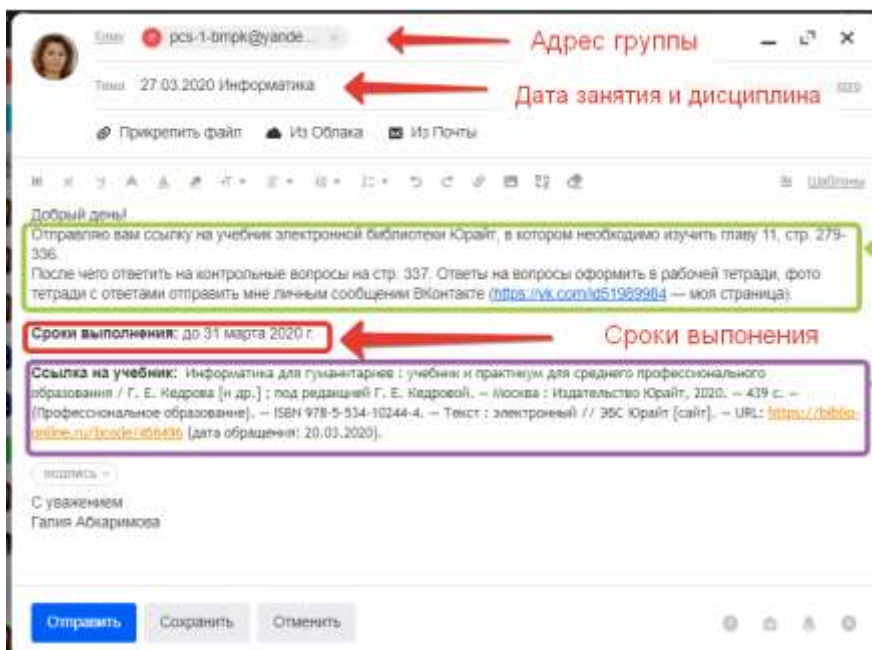 Кому pcs-1-bmpk@yande... Адрес группы
Тема 27.03.2020 Информатика Дата занятия и дисциплина
Прикрепить файл Из Облака Из Почты
Шаблоны
Добрый день!
Отправляю вам ссылку на учебник электронной библиотеки Юрайт, в котором необходимо изучить главу 11, стр. 279-
336.
После чего ответить на контрольные вопросы на стр. 337. Ответы на вопросы оформить в рабочей тетради, фото
тетради с ответами отправить мне личным сообщении ВКонтакте (https://vk.com/id51989984 — моя страница).
Сроки выполнения: до 31 марта 2020 г. Сроки выпонения
Ссылка на учебник: Информатика для гуманитариев : учебник и практикум для среднего профессионального
образования / Г. Е. Кедрова [и др.] ; под редакцией Г. Е. Кедровой. — Москва : Издательство Юрайт, 2020. — 439 с. —
(Профессиональное образование). — ISBN 978-5-534-10244-4. — Текст : электронный // ЭБС Юрайт [сайт]. — URL: https://biblio-
online.ru/bcode/456496 (дата обращения: 20.03.2020).
подпись
С уважением
Галия Абкаримова
Отправить Сохранить Отменить